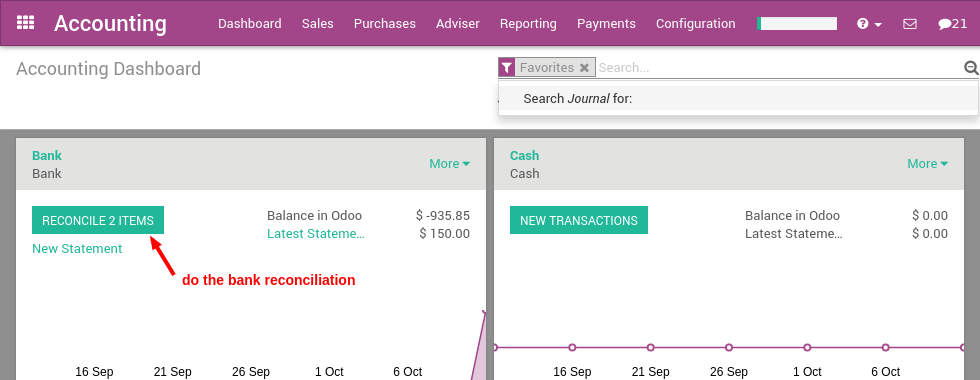 Accounting Dashboard Sales Purchases Adviser Reporting Payments Configuration 21
Accounting Dashboard
Favorites Search...
Search Journal for:
Bank
Bank
More
RECONCILE 2 ITEMS
New Statement
Balance in Odoo $ -935.85
Latest Stateme... $ 150.00
do the bank reconciliation
16 Sep 21 Sep 26 Sep 1 Oct 6 Oct
Cash
Cash
More
NEW TRANSACTIONS
Balance in Odoo $ 0.00
Latest Stateme... $ 0.00
16 Sep 21 Sep 26 Sep 1 Oct 6 Oct